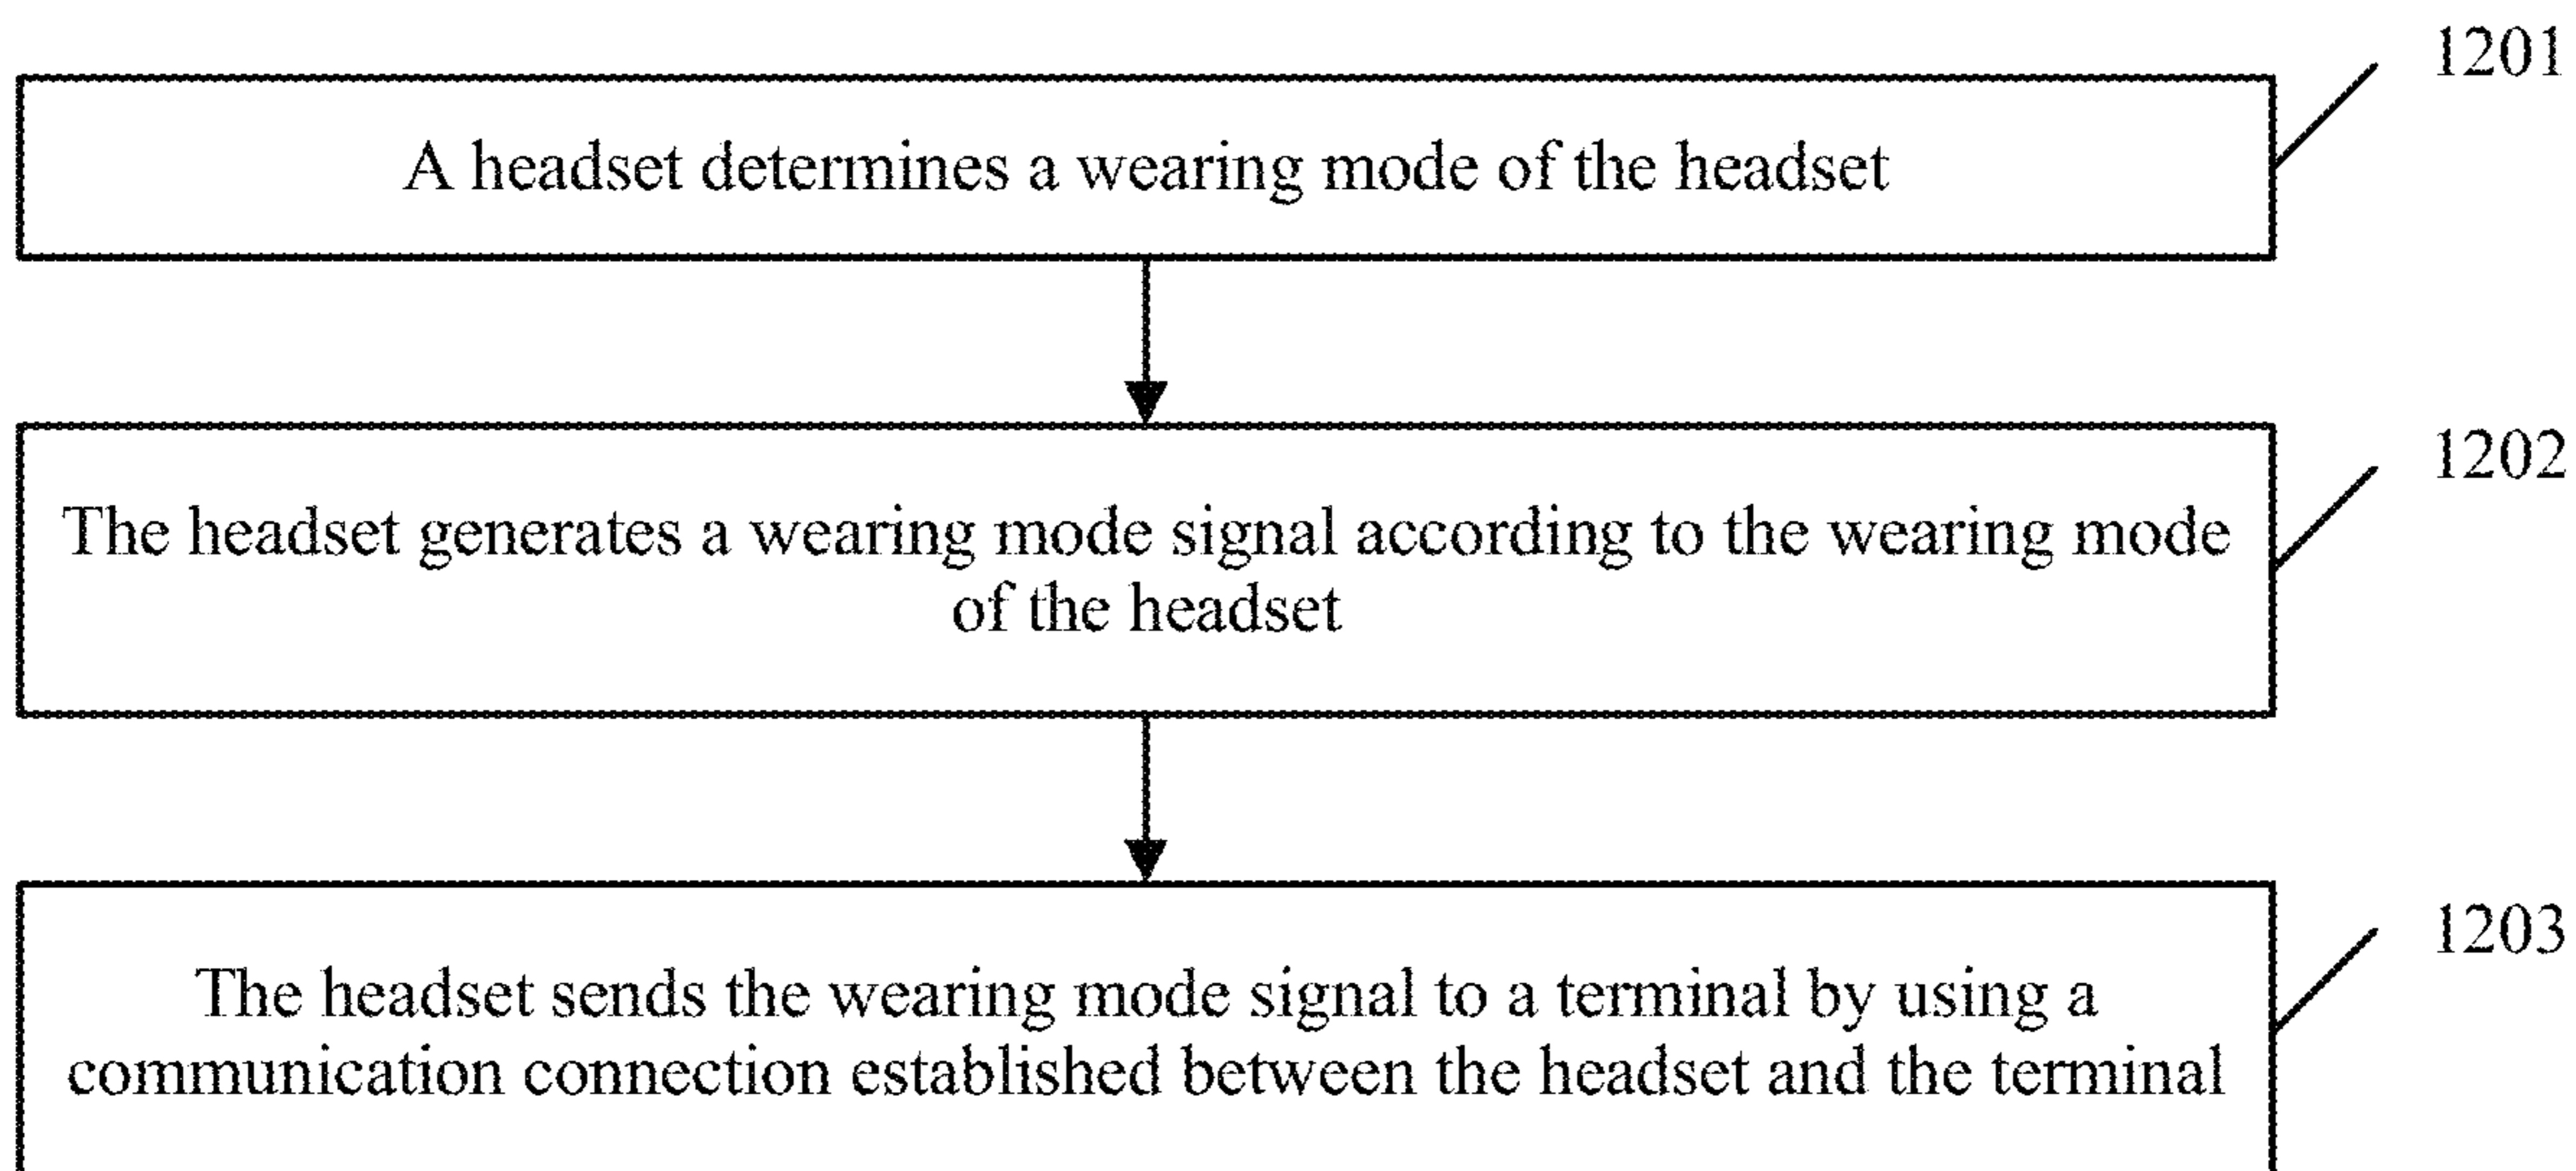 1201
A headset determines a wearing mode of the headset
1202
The headset generates a wearing mode signal according to the wearing mode
of the headset
1203
The headset sends the wearing mode signal to a terminal by using a
communication connection established between the headset and the terminal